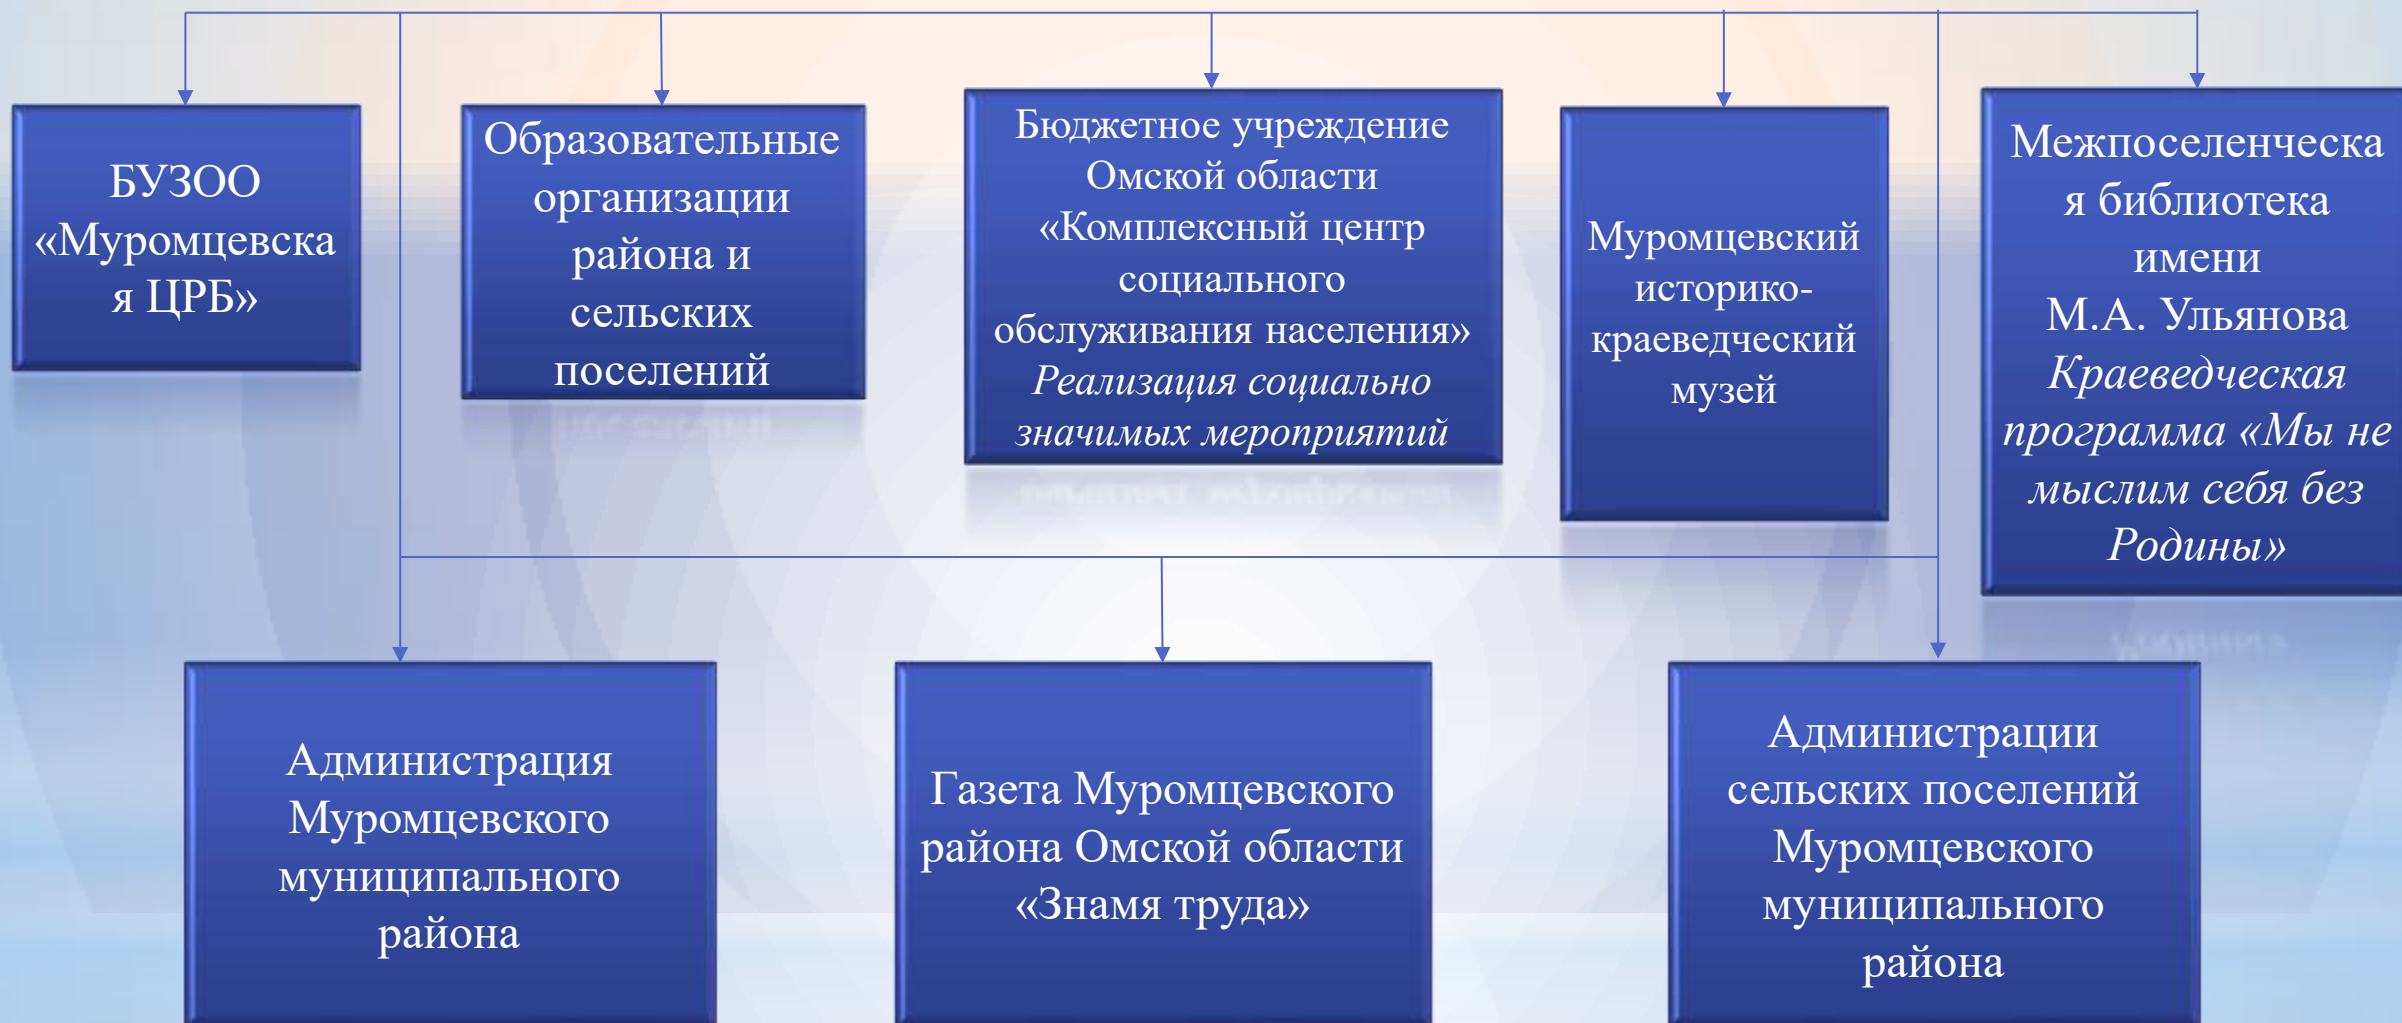 БУЗОО
«Муромцевска
я ЦРБ»
Образовательные
организации
района и
сельских
поселений
Бюджетное учреждение
Омской области
«Комплексный центр
социального
обслуживания населения»
Реализация социально
значимых мероприятий
Муромцевский
историко-
краеведческий
музей
Межпоселенческа
я библиотека
имени
М.А. Ульянова
Краеведческая
программа «Мы не
мыслим себя без
Родины»
Администрация
Муромцевского
муниципального
района
Газета Муромцевского
района Омской области
«Знамя труда»
Администрации
сельских поселений
Муромцевского
муниципального
района